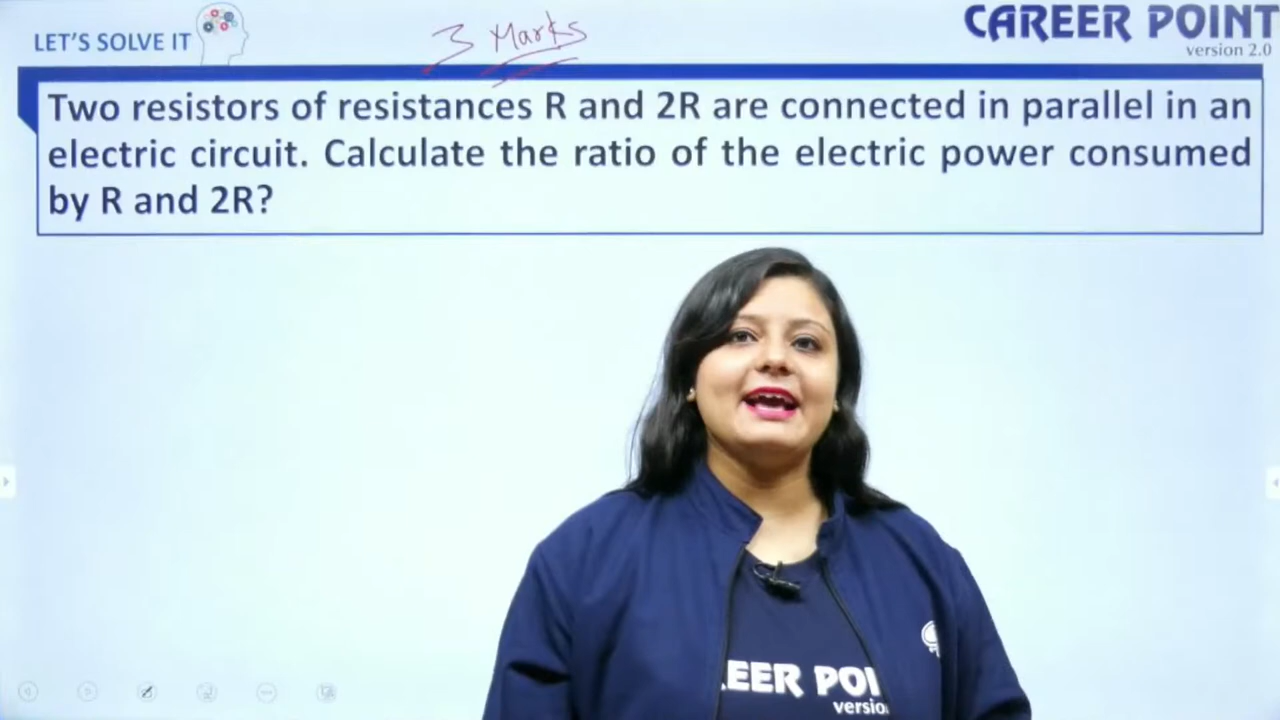 LET'S SOLVE IT
3 Marks
CAREER POINT
version 2.0
Two resistors of resistances R and 2R are connected in parallel in an
electric circuit. Calculate the ratio of the electric power consumed
by R and 2R?
EER POI
versio